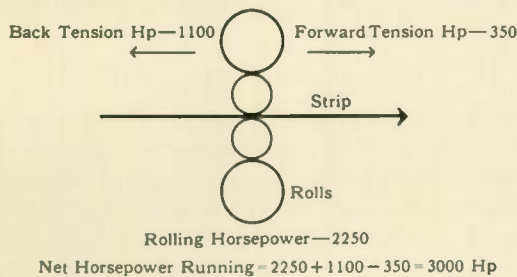 Back Tension Hp—1100
Forward Tension Hp—350
Strip
Rolls
Rolling Horsepower—2250
Net Horsepower Running=2250+1100-350=3000 Hp